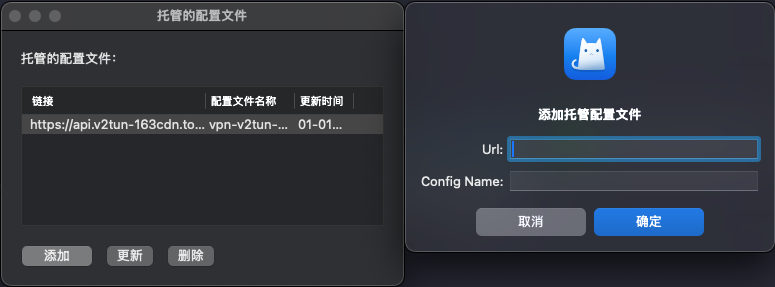 托管的配置文件
托管的配置文件：
链接 配置文件名称 更新时间
https://api.v2tun-163cdn.to... vpn-v2tun-... 01-01...
添加 更新 删除
添加托管配置文件
Url:
Config Name:
取消 确定